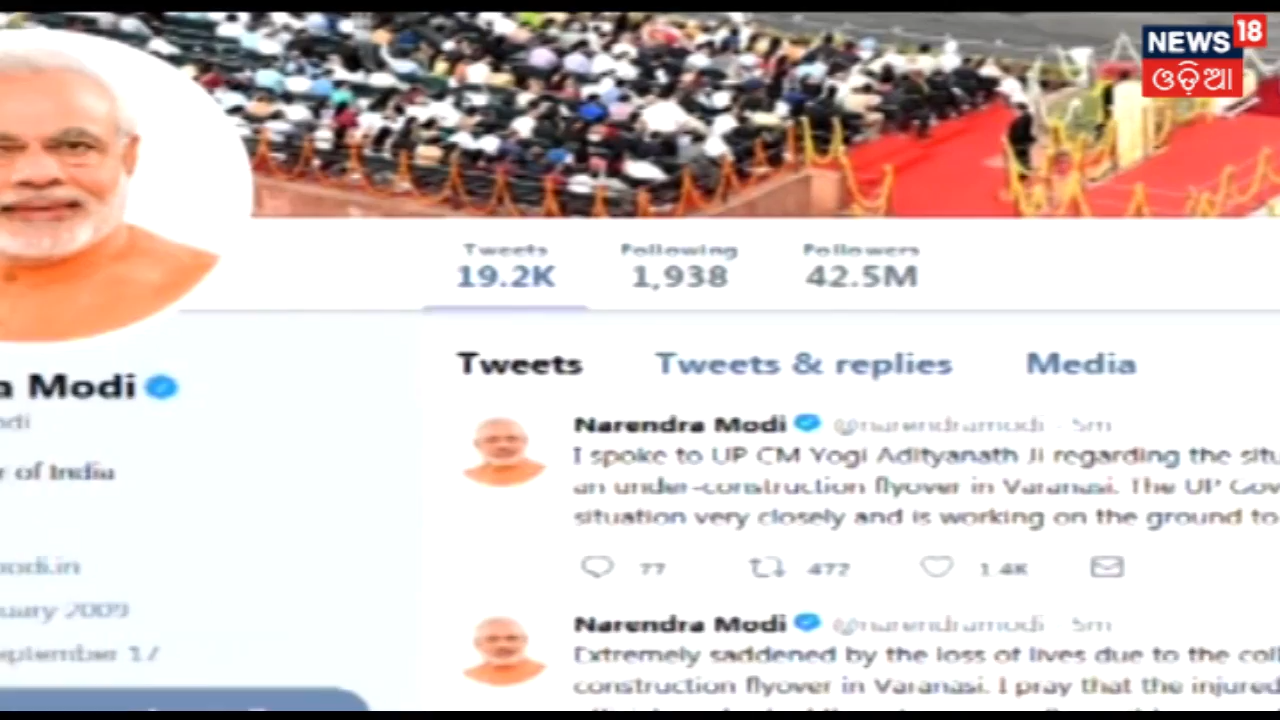 NEWS 18
ଓଡ଼ିଆ
Tweets Following Followers
19.2K 1,938 42.5M
Tweets Tweets & replies Media
a Modi
r of India
odi.in
uary 2009
eptember 17
Narendra Modi @narendramodi · 5m
I spoke to UP CM Yogi Adityanath Ji regarding the situ
an under-construction flyover in Varanasi. The UP Gov
situation very closely and is working on the ground to
77 472 1.4K
Narendra Modi @narendramodi · 5m
Extremely saddened by the loss of lives due to the coll
construction flyover in Varanasi. I pray that the injured